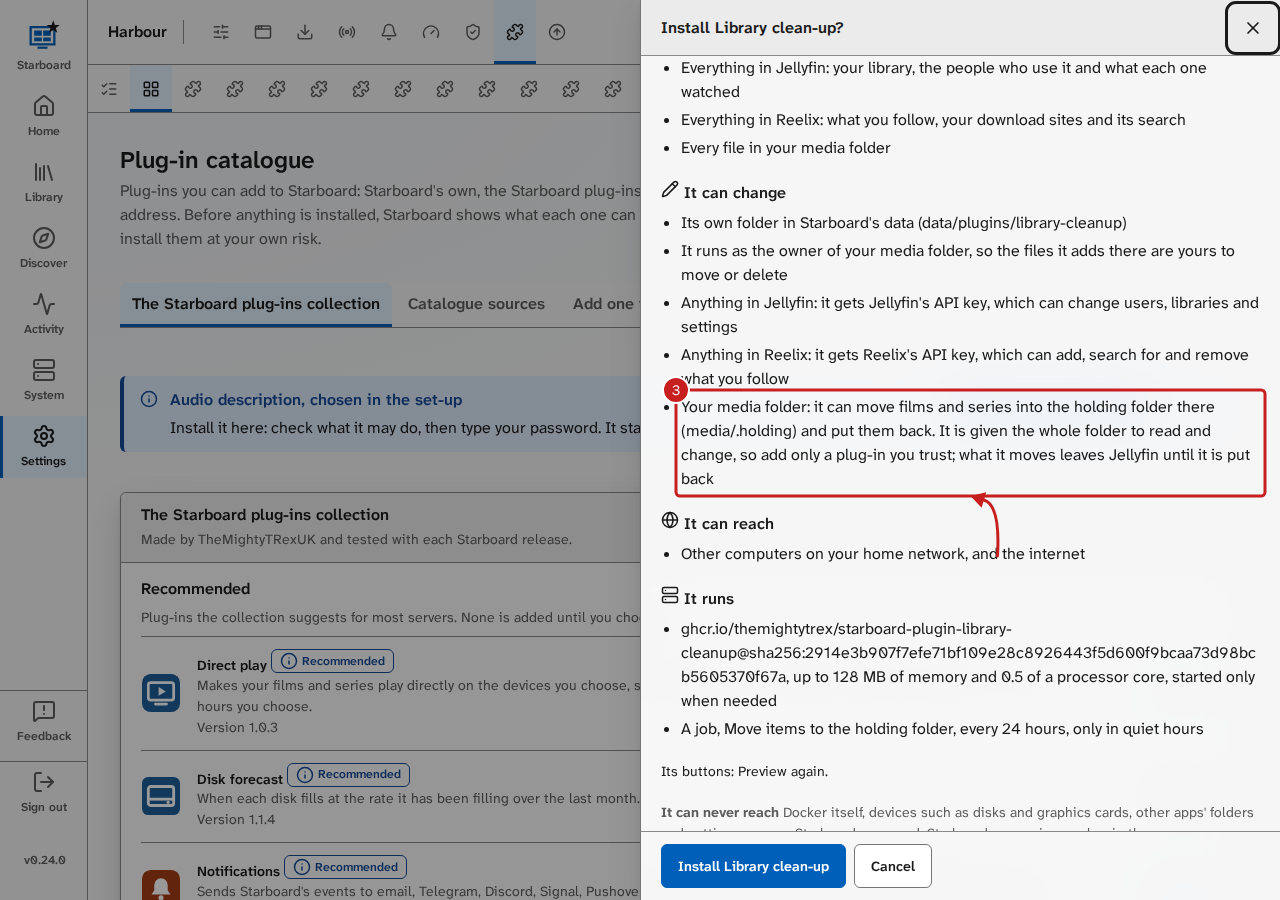 Starboard
Home
Library
Discover
Activity
System
Settings
Feedback
Sign out
v0.24.0
Harbour
Plug-in catalogue
Plug-ins you can add to Starboard: Starboard's own, the Starboard plug-ins
address. Before anything is installed, Starboard shows what each one can
install them at your own risk.
The Starboard plug-ins collection
Catalogue sources
Add one
Audio description, chosen in the set-up
Install it here: check what it may do, then type your password. It sta
The Starboard plug-ins collection
Made by TheMightyTRexUK and tested with each Starboard release.
Recommended
Plug-ins the collection suggests for most servers. None is added until you cho
Direct play
Recommended
Makes your films and series play directly on the devices you choose, s
hours you choose.
Version 1.0.3
Disk forecast
Recommended
When each disk fills at the rate it has been filling over the last month.
Version 1.1.4
Notifications
Recommended
Sends Starboard's events to email, Telegram, Discord, Signal, Pushove
Install Library clean-up?
Everything in Jellyfin: your library, the people who use it and what each one
watched
Everything in Reelix: what you follow, your download sites and its search
Every file in your media folder
It can change
Its own folder in Starboard's data (data/plugins/library-cleanup)
It runs as the owner of your media folder, so the files it adds there are yours to
move or delete
Anything in Jellyfin: it gets Jellyfin's API key, which can change users, libraries and
settings
Anything in Reelix: it gets Reelix's API key, which can add, search for and remove
what you follow
3
Your media folder: it can move films and series into the holding folder there
(media/.holding) and put them back. It is given the whole folder to read and
change, so add only a plug-in you trust; what it moves leaves Jellyfin until it is put
back
It can reach
Other computers on your home network, and the internet
It runs
ghcr.io/themightytrex/starboard-plugin-library-
cleanup@sha256:2914e3b907f7efe71bf109e28c8926443f5d600f9bcaa73d98bc
b5605370f67a, up to 128 MB of memory and 0.5 of a processor core, started only
when needed
A job, Move items to the holding folder, every 24 hours, only in quiet hours
Its buttons: Preview again.
It can never reach Docker itself, devices such as disks and graphics cards, other apps' folders
Install Library clean-up
Cancel